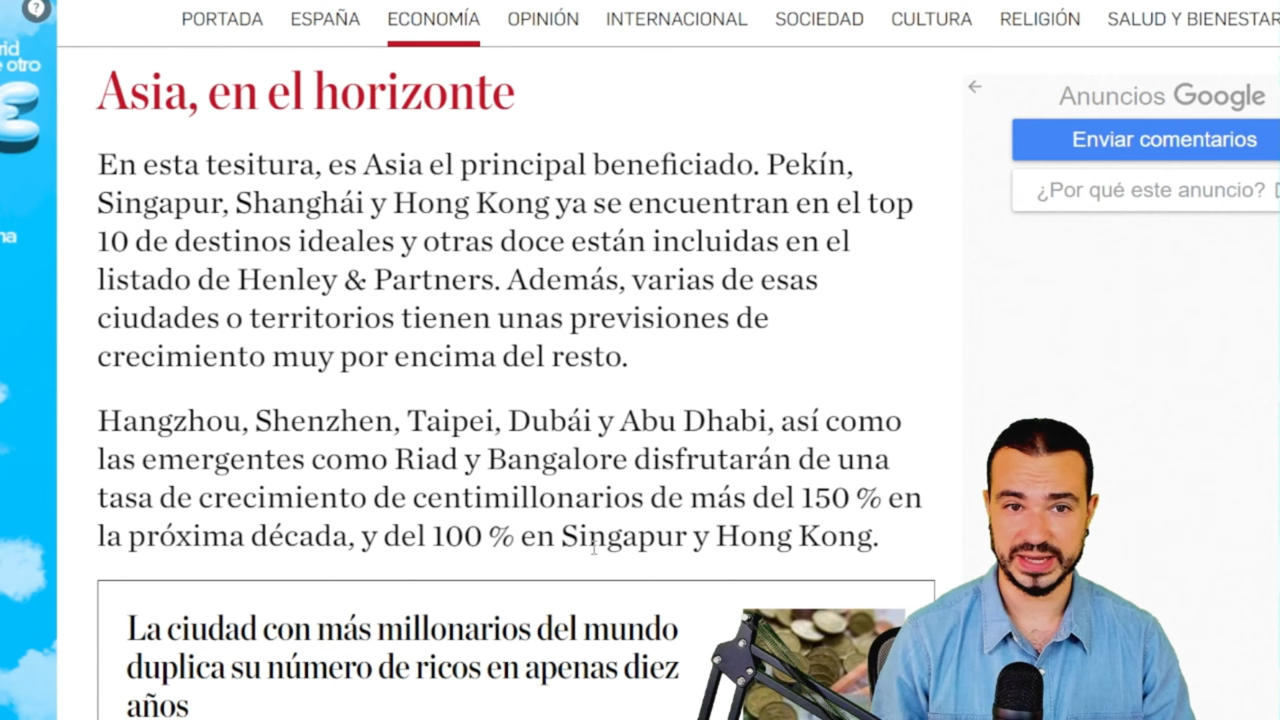 PORTADA ESPAÑA ECONOMÍA OPINIÓN INTERNACIONAL SOCIEDAD CULTURA RELIGIÓN SALUD Y BIENESTAR
otro
Asia, en el horizonte
Anuncios Google
Enviar comentarios
¿Por qué este anuncio?
En esta tesitura, es Asia el principal beneficiado. Pekín,
Singapur, Shanghái y Hong Kong ya se encuentran en el top
10 de destinos ideales y otras doce están incluidas en el
listado de Henley & Partners. Además, varias de esas
ciudades o territorios tienen unas previsiones de
crecimiento muy por encima del resto.
Hangzhou, Shenzhen, Taipei, Dubái y Abu Dhabi, así como
las emergentes como Riad y Bangalore disfrutarán de una
tasa de crecimiento de centimillonarios de más del 150 % en
la próxima década, y del 100 % en Singapur y Hong Kong.
La ciudad con más millonarios del mundo
duplica su número de ricos en apenas diez
años